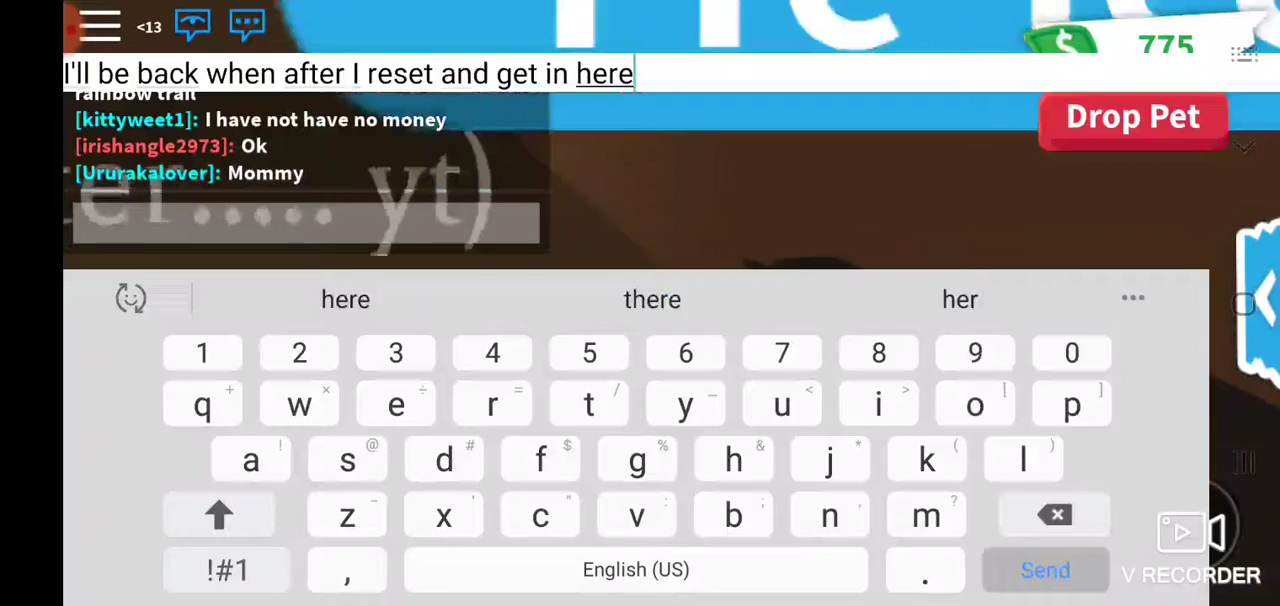 <13
775
I'll be back when after I reset and get in here
rainbow trail
[kittyweet1]: I have not have no money
Drop Pet
[irishangle2973]: Ok
[Ururakalover]: Mommy
ter..... yt)
here there her ...
1 2 3 4 5 6 7 8 9 0
q + w × e ÷ r = t / y _ u < i > o [ p ]
a ! s @ d # f $ g % h & j * k ( l )
z - x ' c " v : b ; n , m ?
!#1 , English (US) . Send
V RECORDER